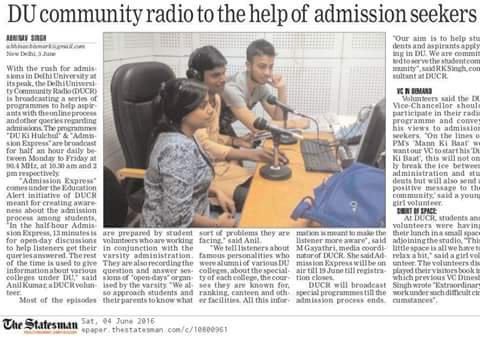 DU community radio to the help of admission seekers
ABHINAV SINGH
abhinavbismark@gmail.com
New Delhi, 3 June
With the rush for admis-
sions in Delhi University at
its peak, the Delhi Universi-
ty Community Radio (DUCR)
is broadcasting a series of
programmes to help aspir-
ants with the online process
and other queries regarding
admissions. The programmes
"DU Ki Hulchul" & "Admis-
sion Express" are broadcast
for half an hour daily be-
tween Monday to Friday at
90.4 MHz, at 10.30 am and 2
pm respectively.
"Admission Express"
comes under the Education
Alert initiative of DUCR
meant for creating aware-
ness about the admission
process among students.
"In the half-hour Admis-
sion Express, 13 minutes is
for open-day discussions
to help listeners get their
queries answered. The rest
of the time is used to give
information about various
colleges under DU," said
Anil Kumar, a DUCR volun-
teer.
Most of the episodes
are prepared by student
volunteers who are working
in conjunction with the
varsity administration.
They are also recording the
question and answer ses-
sions of "open-days" organ-
ised by the varsity. "We al-
so approach students and
their parents to know what
sort of problems they are
facing," said Anil.
"We tell listeners about
famous personalities who
were alumni of various DU
colleges, about the special-
ty of each college, the cours-
es they are known for,
ranking, canteen and oth-
er facilities. All this infor-
mation is meant to make the
listener more aware", said
M Gayathri, media coordi-
nator of DUCR. She said Ad-
mission Express will be on
air till 19 June till registra-
tion closes.
DUCR will broadcast
special programmes till the
admission process ends.
"Our aim is to help stu
dents and aspirants apply
ing in DU. We are commit
ted to serve the student com
munity", said RK Singh, con
sultant at DUCR.
VC IN DEMAND
Volunteers said the DU
Vice-Chancellor should
participate in their radio
programme and convey
his views to admission
seekers. "On the lines of
PM's 'Mann Ki Baat' we
want our VC to start his 'Di
Ki Baat', this will not on
ly break the ice between
administration and stu
dents but will also send a
positive message to the
community,' said a young
girl volunteer.
SHORT OF SPACE:
At DUCR, students and
volunteers were having
their lunch in a small space
adjoining the studio, "This
little space is all we have to
relax a bit," said a girl vol
unteer. The volunteers dis
played their visitors book in
which previous VC Dinesh
Singh wrote "Extraordinary
work under such difficult cir
cumstances".
The Statesman
Sat, 04 June 2016
epaper.thestatesman.com/c/10800961